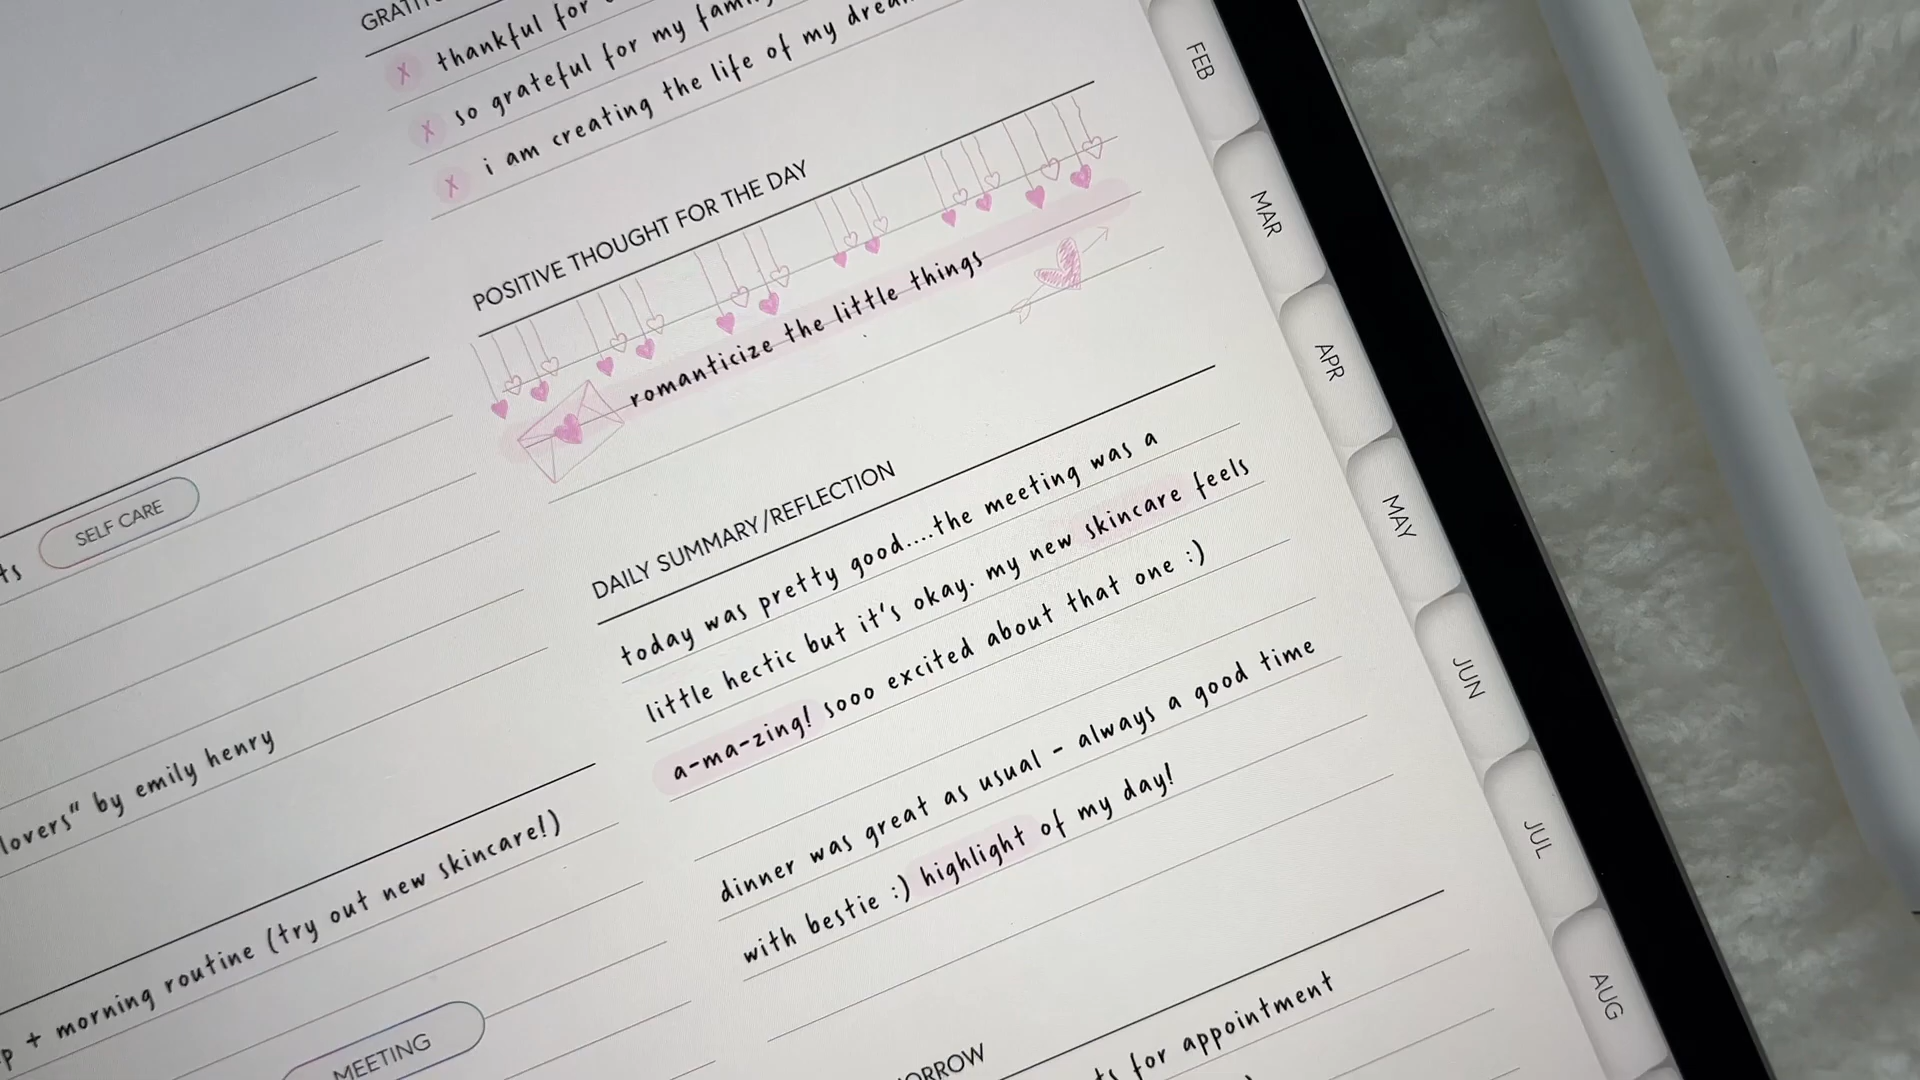 thankful for
so grateful for my family
i am creating the life of my
POSITIVE THOUGHT FOR THE DAY
romanticize the little things
DAILY SUMMARY/REFLECTION
today was pretty good....the meeting was a
little hectic but it's okay. my new skincare feels
a-ma-zing! sooo excited about that one :)
dinner was great as usual - always a good time
with bestie :) highlight of my day!
for appointment
SELF CARE
lovers" by emily henry
+ morning routine (try out new skincare!)
MEETING
FEB
MAR
APR
MAY
JUN
JUL
AUG